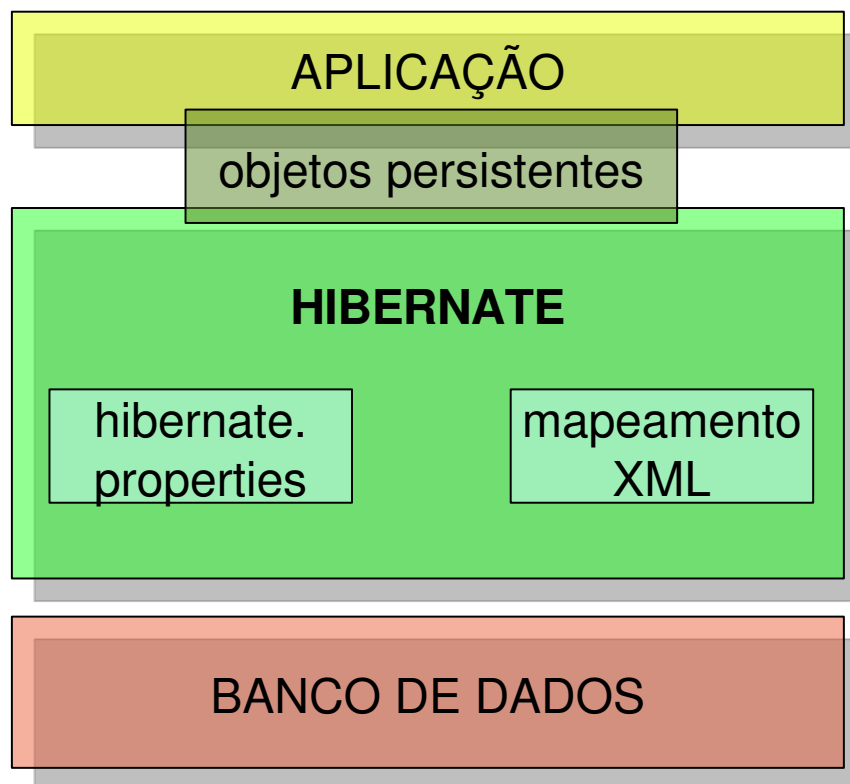 APLICAÇÃO
objetos persistentes
HIBERNATE
hibernate.
properties
mapeamento
XML
BANCO DE DADOS